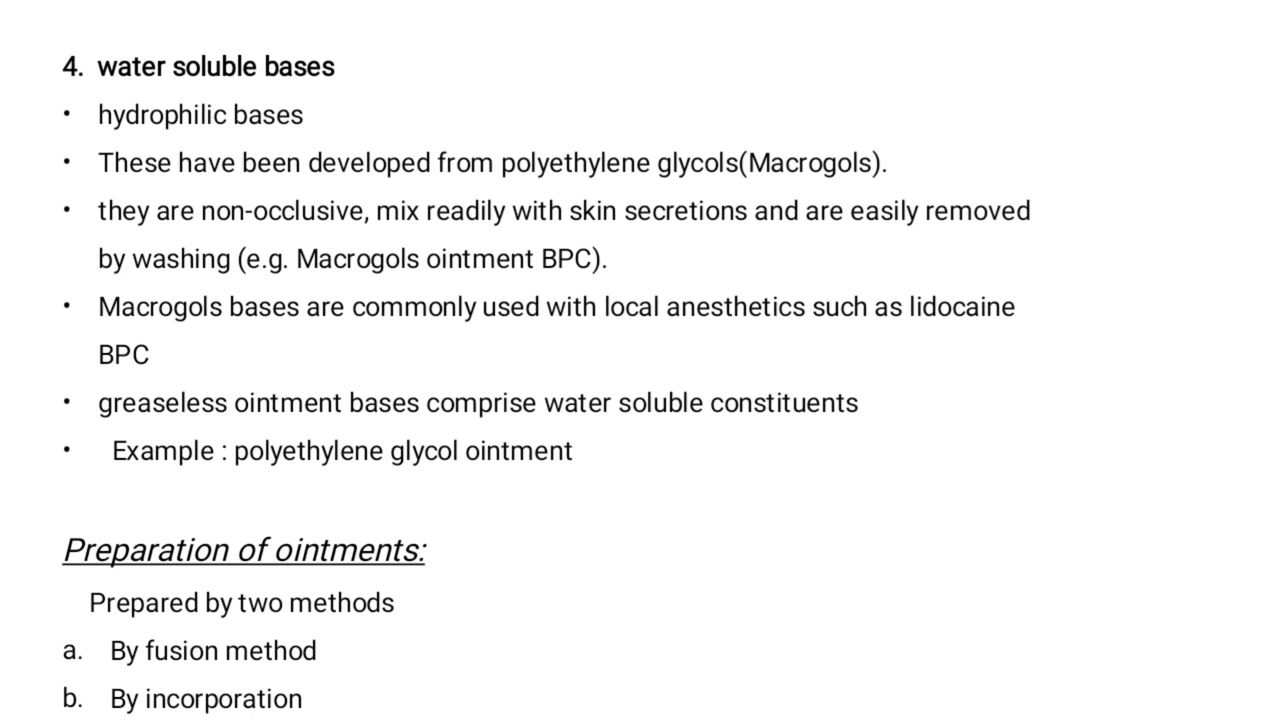 4. water soluble bases
• hydrophilic bases
• These have been developed from polyethylene glycols(Macrogols).
• they are non-occlusive, mix readily with skin secretions and are easily removed
by washing (e.g. Macrogols ointment BPC).
• Macrogols bases are commonly used with local anesthetics such as lidocaine
BPC
• greaseless ointment bases comprise water soluble constituents
• Example : polyethylene glycol ointment
Preparation of ointments:
Prepared by two methods
a. By fusion method
b. By incorporation